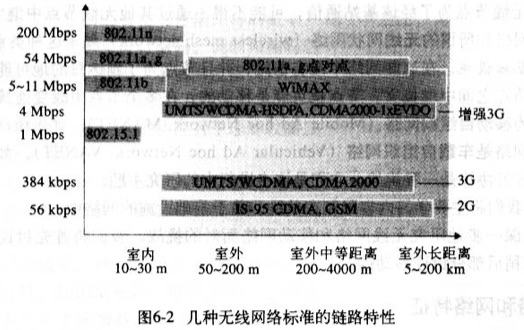 200 Mbps 802.11n
54 Mbps 802.11a, g 802.11a, g点对点
5~11 Mbps 802.11b WiMAX
Mbps UMTS/WCDMA-HSDPA, CDMA2000-1xEVDO 增强3G
1 Mbps 802.15.1
384 kbps UMTS/WCDMA, CDMA2000 3G
56 kbps IS-95 CDMA, GSM 2G
室内 室外 室外中等距离 室外长距离
10~30 m 50~200 m 200~4000 m 5~200 km
图6-2 几种无线网络标准的链路特性